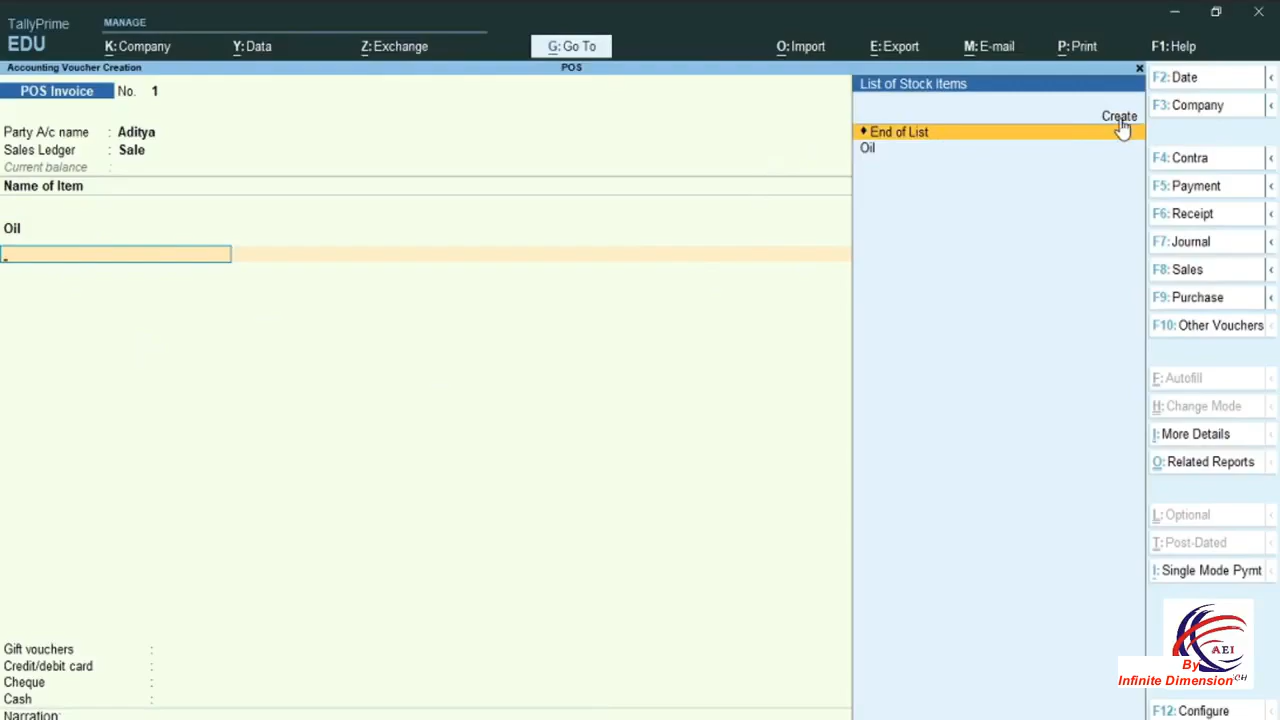 TallyPrime
EDU
MANAGE
K: Company
Y: Data
Z: Exchange
G: Go To
O: Import
E: Export
M: E-mail
P: Print
F1: Help
Accounting Voucher Creation
POS
POS Invoice No. 1
Party A/c name : Aditya
Sales Ledger : Sale
Current balance :
Name of Item
Oil
List of Stock Items
Create
♦ End of List
Oil
F2: Date
F3: Company
F4: Contra
F5: Payment
F6: Receipt
F7: Journal
F8: Sales
F9: Purchase
F10: Other Vouchers
F: Autofill
H: Change Mode
I: More Details
O: Related Reports
L: Optional
T: Post-Dated
I: Single Mode Pymt
Gift vouchers :
Credit/debit card :
Cheque :
Cash :
Narration:
AEI
By
Infinite Dimension
F12: Configure